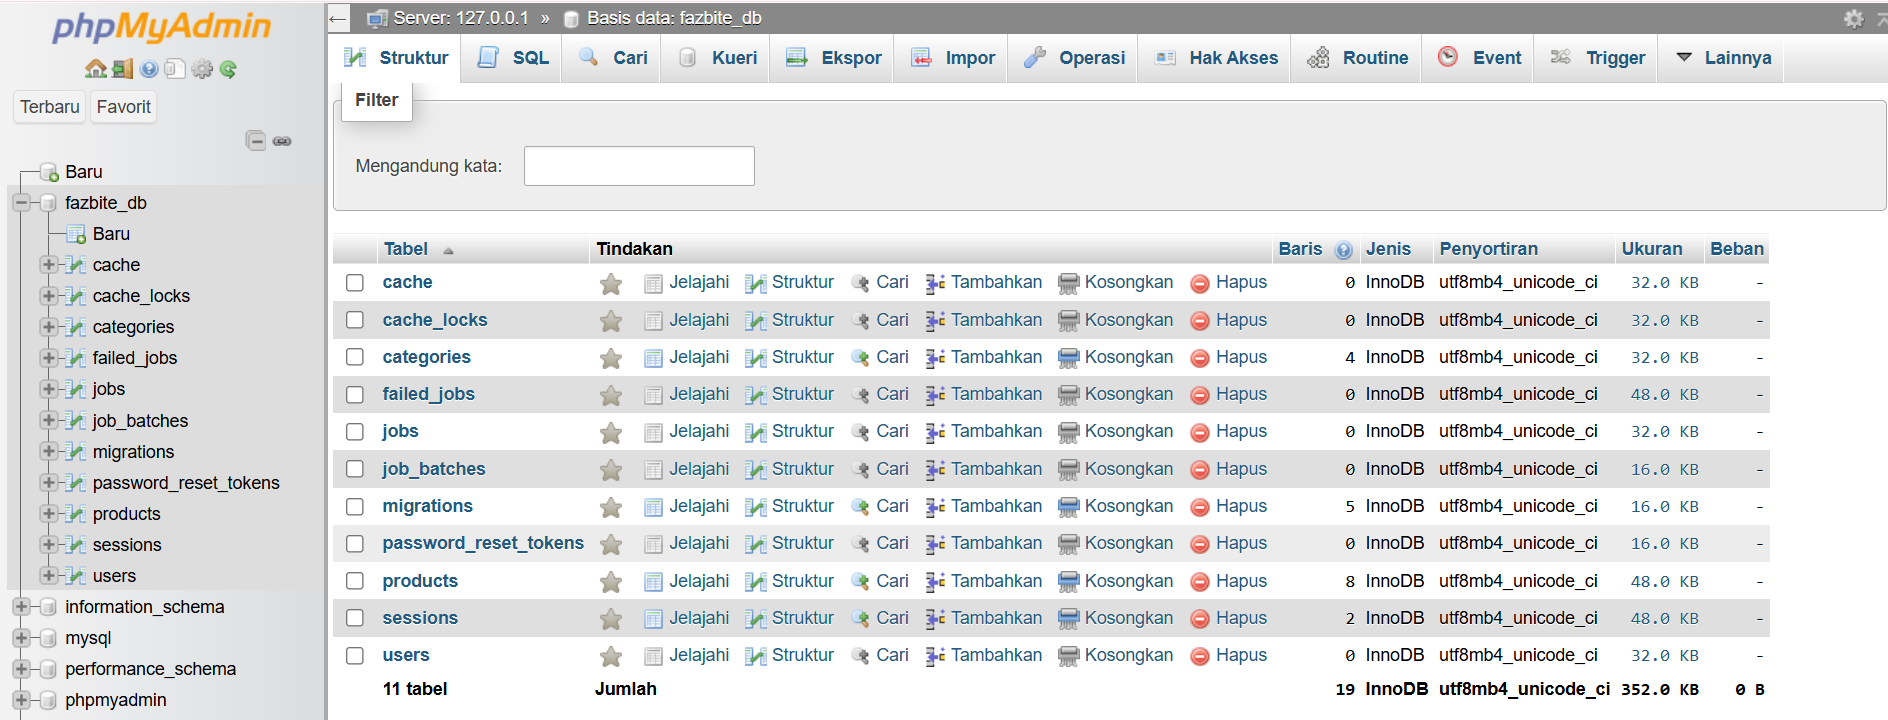 phpMyAdmin
Terbaru Favorit
Baru
fazbite_db
Baru
cache
cache_locks
categories
failed_jobs
jobs
job_batches
migrations
password_reset_tokens
products
sessions
users
information_schema
mysql
performance_schema
phpmyadmin
Server: 127.0.0.1 » Basis data: fazbite_db
Struktur SQL Cari Kueri Ekspor Impor Operasi Hak Akses Routine Event Trigger Lainnya
Filter
Mengandung kata:
Tabel Tindakan Baris Jenis Penyortiran Ukuran Beban
cache Jelajahi Struktur Cari Tambahkan Kosongkan Hapus 0 InnoDB utf8mb4_unicode_ci 32.0 KB -
cache_locks Jelajahi Struktur Cari Tambahkan Kosongkan Hapus 0 InnoDB utf8mb4_unicode_ci 32.0 KB -
categories Jelajahi Struktur Cari Tambahkan Kosongkan Hapus 4 InnoDB utf8mb4_unicode_ci 32.0 KB -
failed_jobs Jelajahi Struktur Cari Tambahkan Kosongkan Hapus 0 InnoDB utf8mb4_unicode_ci 48.0 KB -
jobs Jelajahi Struktur Cari Tambahkan Kosongkan Hapus 0 InnoDB utf8mb4_unicode_ci 32.0 KB -
job_batches Jelajahi Struktur Cari Tambahkan Kosongkan Hapus 0 InnoDB utf8mb4_unicode_ci 16.0 KB -
migrations Jelajahi Struktur Cari Tambahkan Kosongkan Hapus 5 InnoDB utf8mb4_unicode_ci 16.0 KB -
password_reset_tokens Jelajahi Struktur Cari Tambahkan Kosongkan Hapus 0 InnoDB utf8mb4_unicode_ci 16.0 KB -
products Jelajahi Struktur Cari Tambahkan Kosongkan Hapus 8 InnoDB utf8mb4_unicode_ci 48.0 KB -
sessions Jelajahi Struktur Cari Tambahkan Kosongkan Hapus 2 InnoDB utf8mb4_unicode_ci 48.0 KB -
users Jelajahi Struktur Cari Tambahkan Kosongkan Hapus 0 InnoDB utf8mb4_unicode_ci 32.0 KB -
11 tabel Jumlah 19 InnoDB utf8mb4_unicode_ci 352.0 KB 0 B